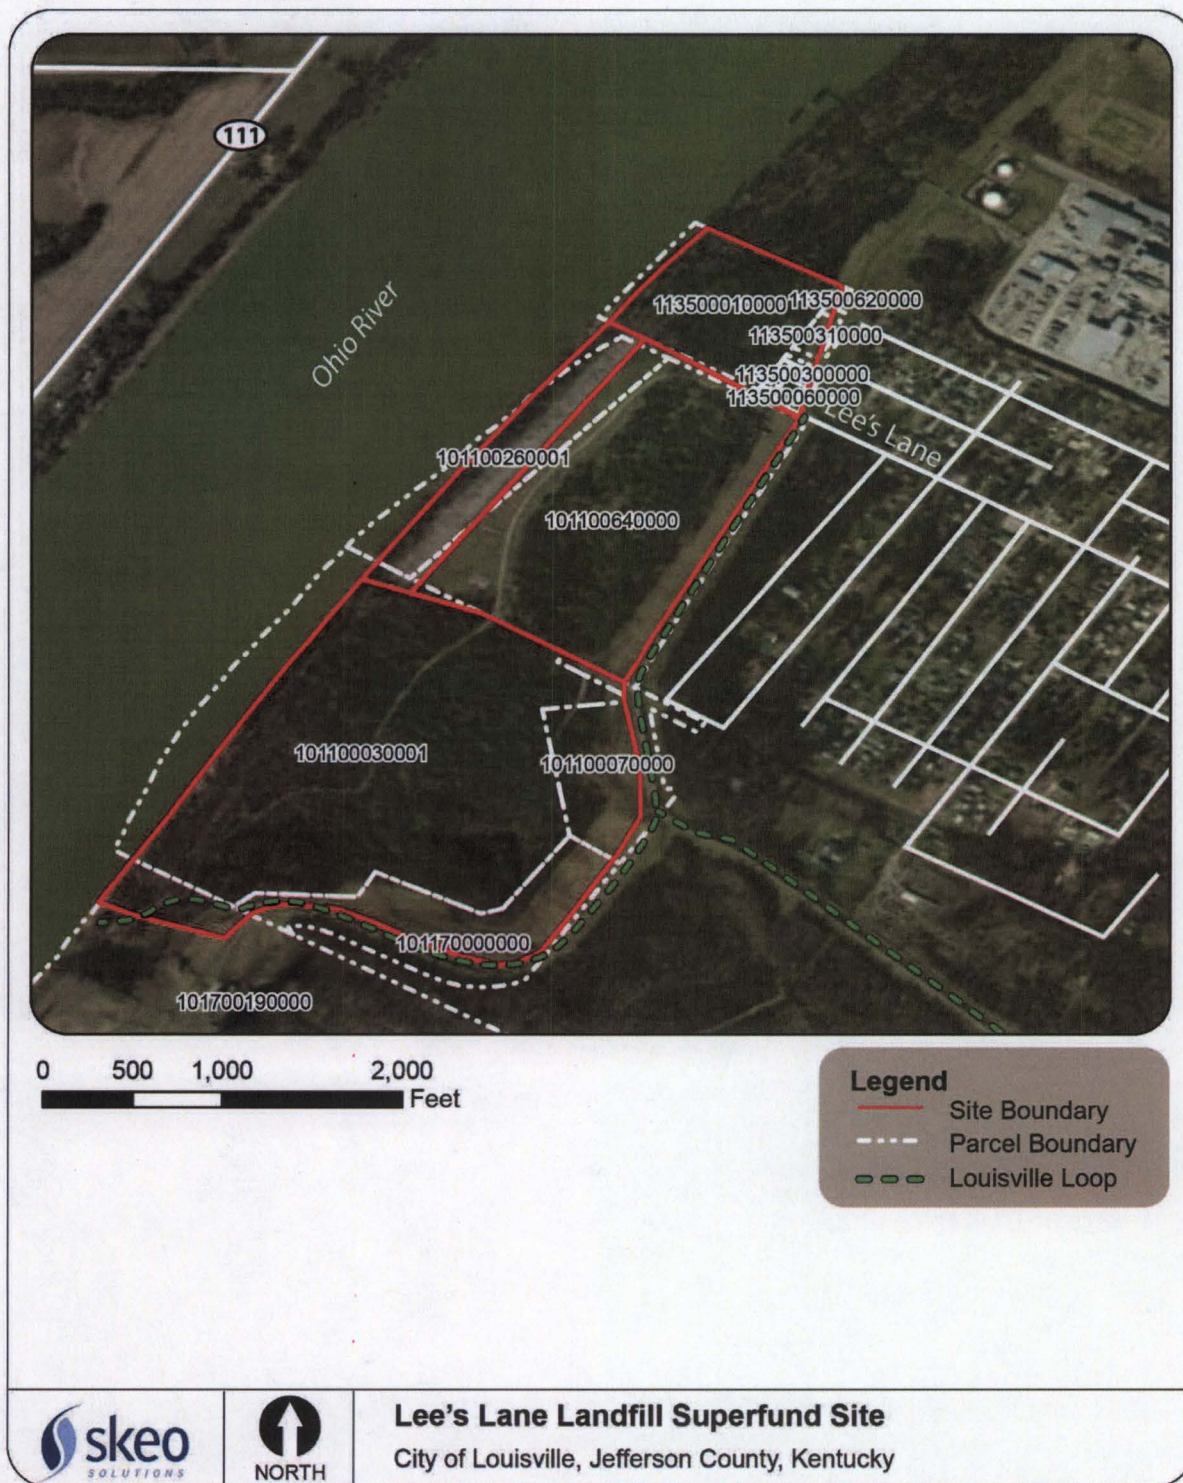 111
Ohio River
113500010000
113500620000
113500310000
113500300000
113500060000
Lee's Lane
101100260001
101100640000
101100030001
101100070000
101170000000
101700190000
0 500 1,000 2,000
Feet
Legend
Site Boundary
Parcel Boundary
Louisville Loop
skeo
SOLUTIONS
NORTH
Lee's Lane Landfill Superfund Site
City of Louisville, Jefferson County, Kentucky